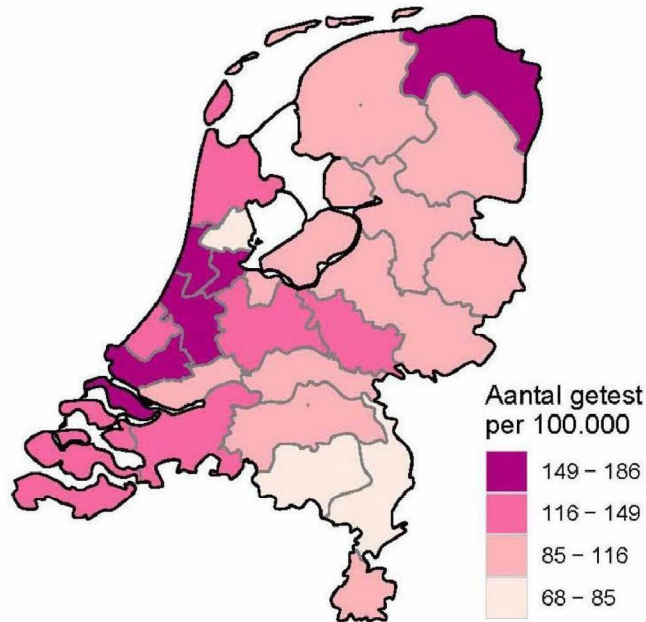 Aantal getest
per 100.000
149 – 186
116 – 149
85 – 116
68 – 85